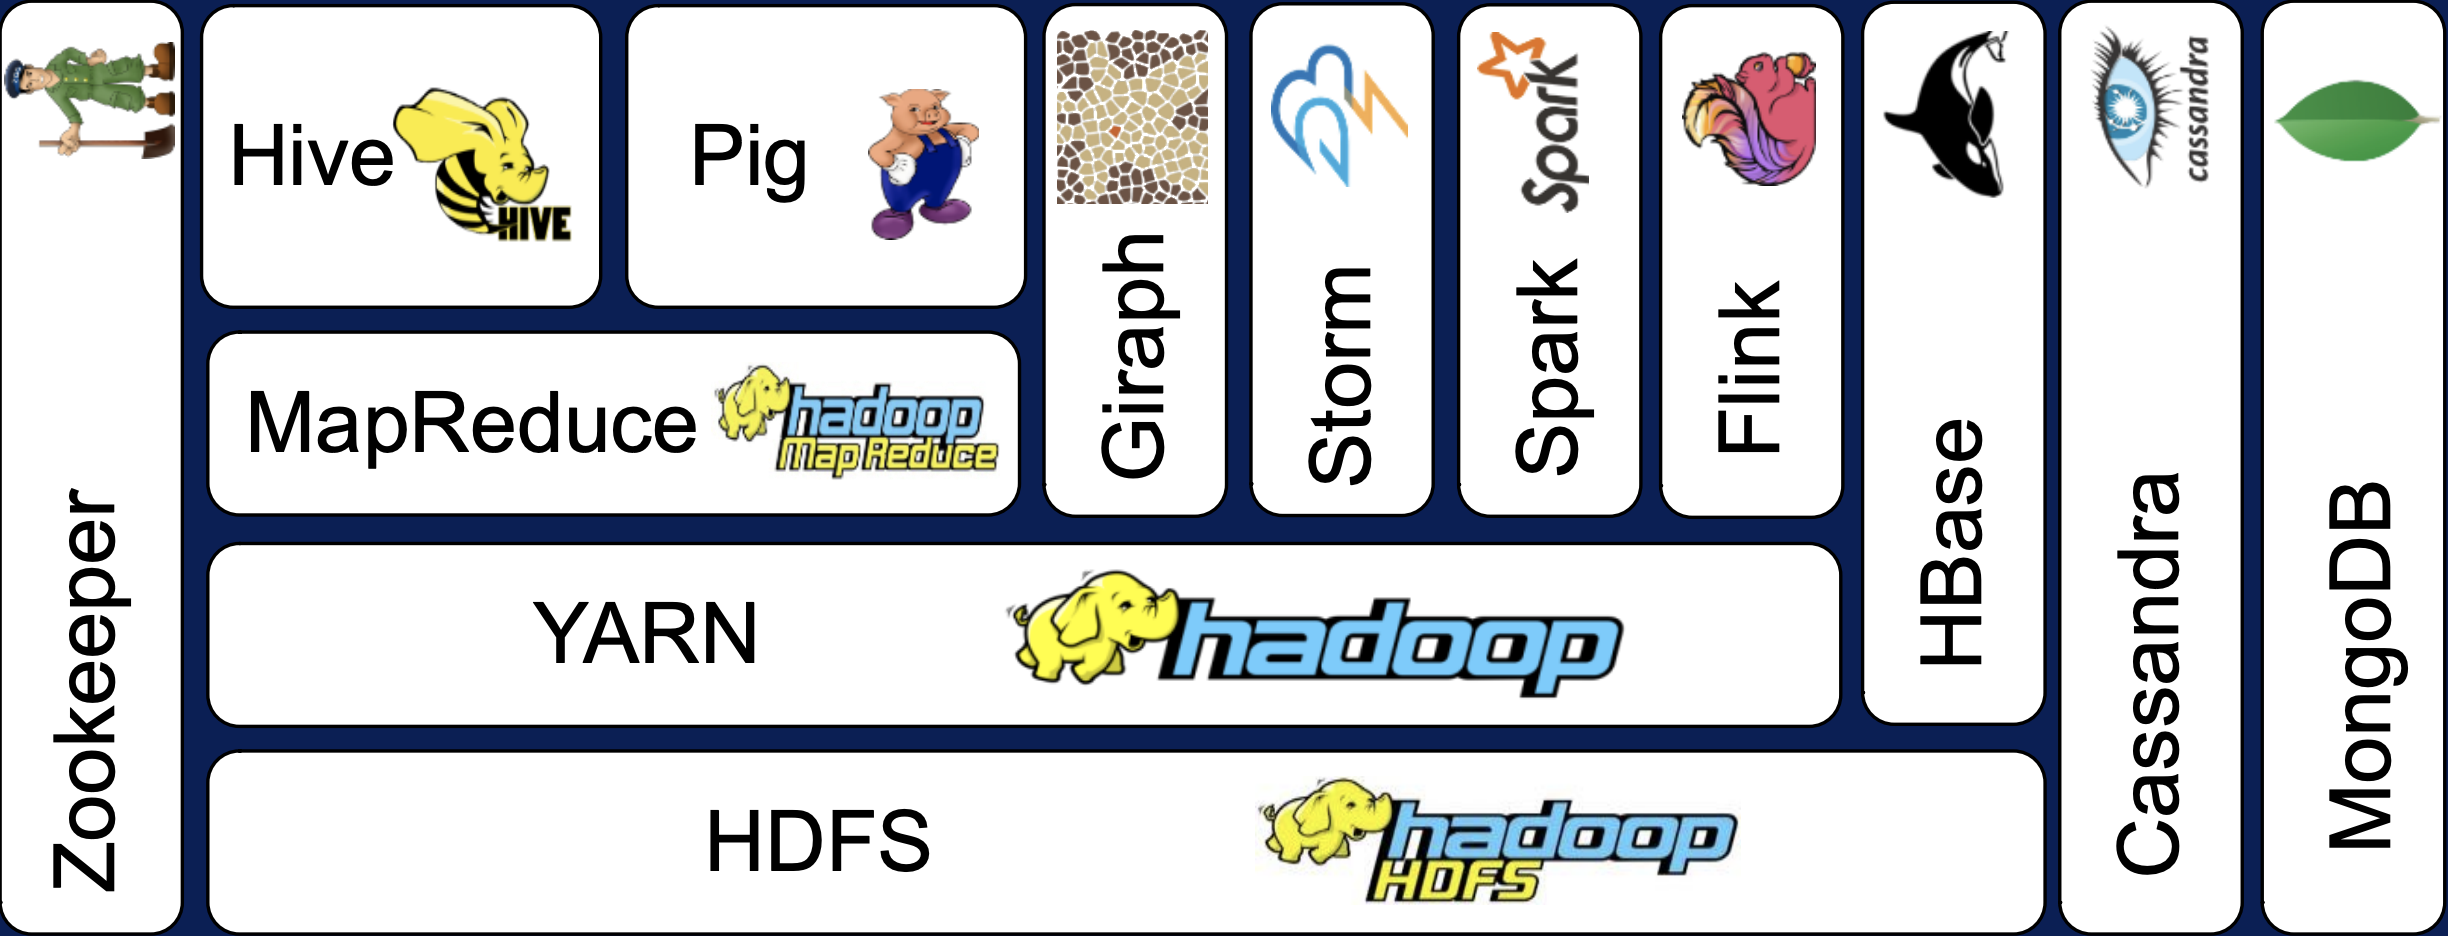 Zookeeper
Hive
HIVE
Pig
MapReduce
hadoop
Map Reduce
Giraph
Storm
Spark
Spark
Flink
HBase
cassandra
Cassandra
MongoDB
YARN
hadoop
HDFS
hadoop
HDFS